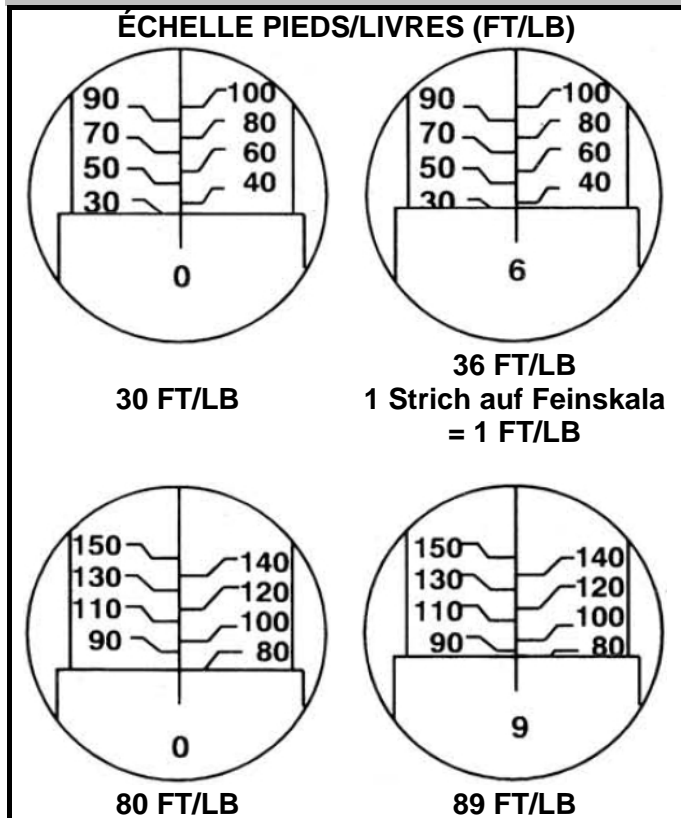 ÉCHELLE PIEDS/LIVRES (FT/LB)
90 100
70 80
50 60
30 40
0
90 100
70 80
50 60
30 40
6
30 FT/LB
36 FT/LB
1 Strich auf Feinskala
= 1 FT/LB
150 140
130 120
110 100
90 80
0
150 140
130 120
110 100
90 80
9
80 FT/LB
89 FT/LB